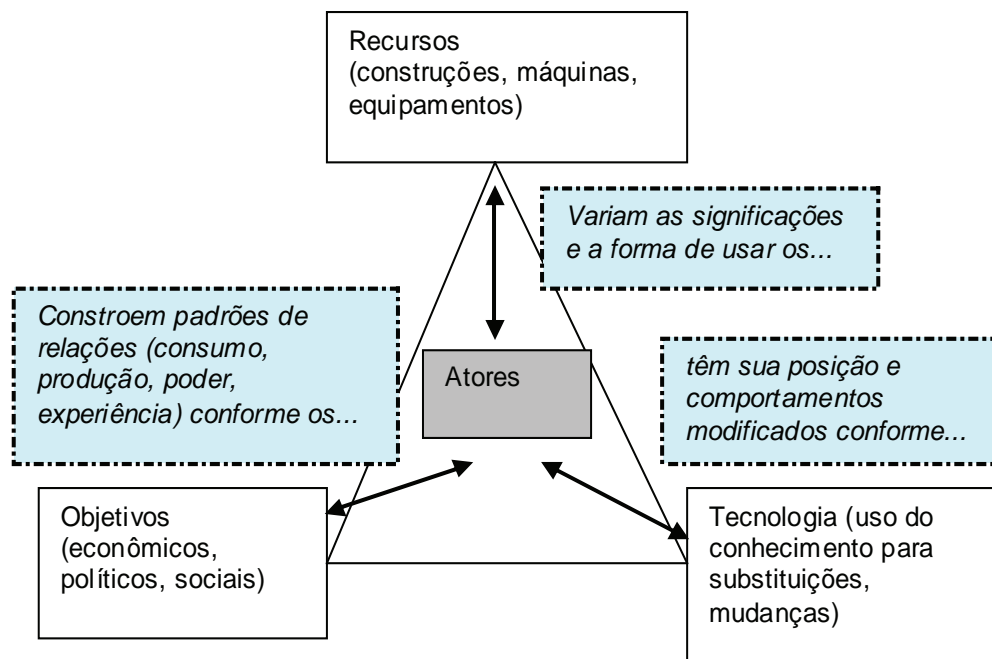 Recursos
(construções, máquinas,
equipamentos)
Variam as significações
e a forma de usar os...
Constroem padrões de
relações (consumo,
produção, poder,
experiência) conforme os...
Atores
têm sua posição e
comportamentos
modificados conforme...
Objetivos
(econômicos,
políticos, sociais)
Tecnologia (uso do
conhecimento para
substituições,
mudanças)